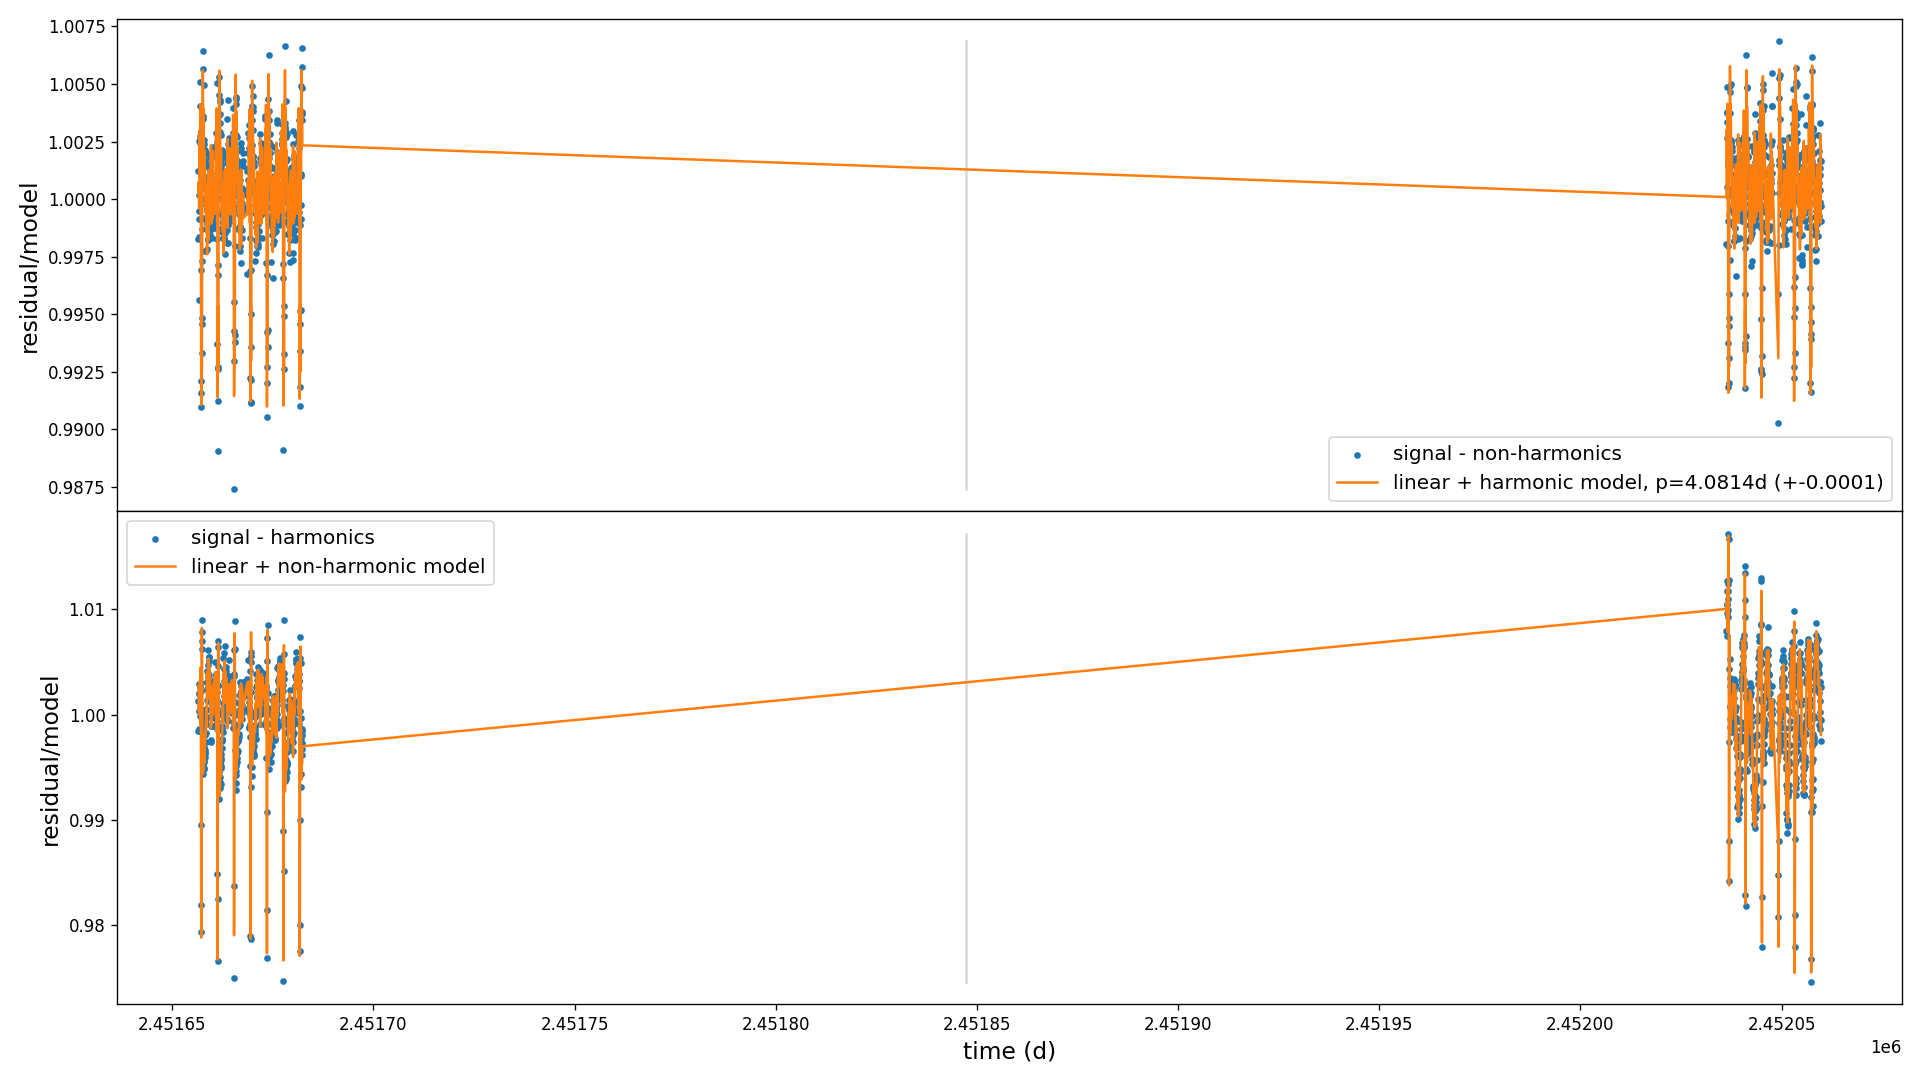 1.0075
1.0050
1.0025
1.0000
0.9975
0.9950
0.9925
0.9900
0.9875
residual/model
signal - non-harmonics
linear + harmonic model, p=4.0814d (+-0.0001)
signal - harmonics
linear + non-harmonic model
1.01
1.00
0.99
0.98
residual/model
2.45165 2.45170 2.45175 2.45180 2.45185 2.45190 2.45195 2.45200 2.45205
1e6
time (d)